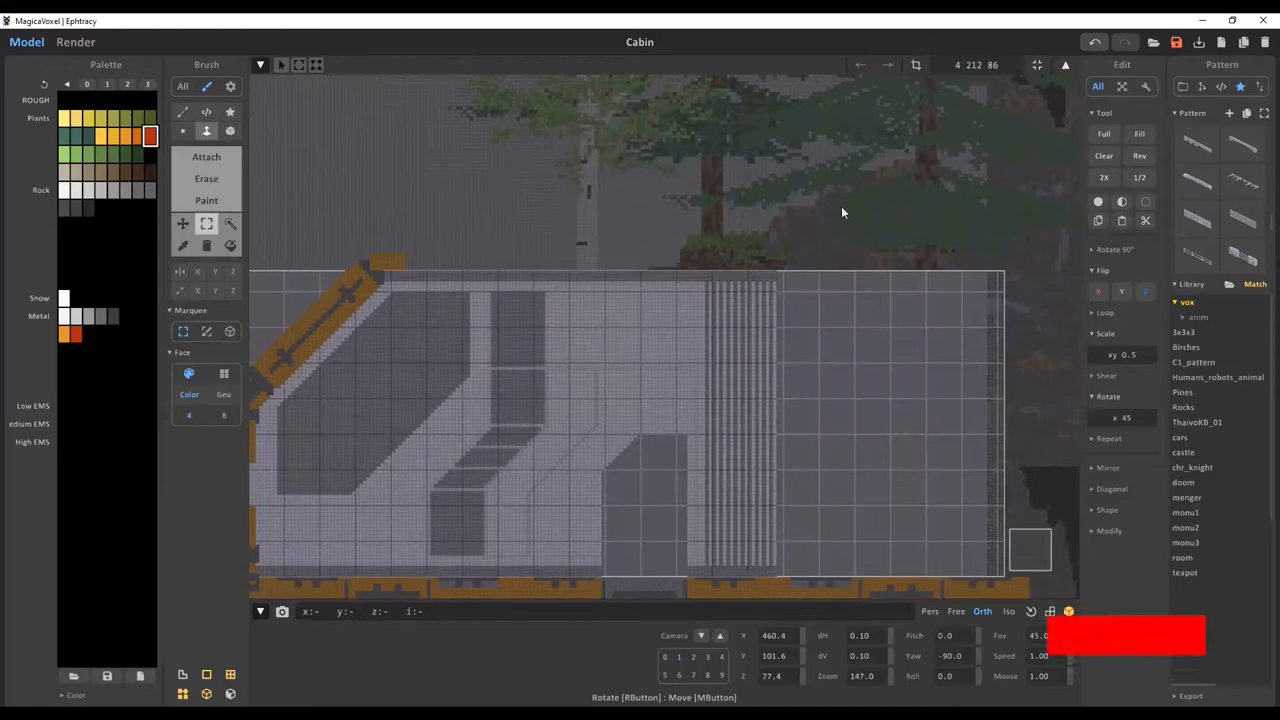 MagicaVoxel | Ephtracy
Model Render Cabin
Palette Brush 4 212 86 Edit Pattern
0 1 2 3 All All
ROUGH
Plants Tool Pattern
Full Fill
Attach Clear Rev
Erase 2X 1/2
Rock Paint
Rotate 90°
X Y Z Flip Library Match
X Y Z X Y Z vox
Snow Marquee Loop anim
Metal Scale 3x3x3
xy 0.5 Birches
Face Shear C1_pattern
Color Geo Rotate Humans_robots_animal
4 8 x 45 Pines
Low EMS Repeat Rocks
edium EMS ThaivoKB_01
High EMS Mirror cars
Diagonal castle
Shape chr_knight
Modify doom
menger
monu1
monu2
monu3
room
teapot
x:- y:- z:- i:- Pers Free Orth Iso
Camera X 460.4 dH 0.10 Pitch 0.0 Fov 45.0
0 1 2 3 4 Y 101.6 dV 0.10 Yaw -90.0 Speed 1.00
5 6 7 8 9 Z 77.4 Zoom 147.0 Roll 0.0 Mouse 1.00
Color Rotate [RButton] : Move [MButton] Export